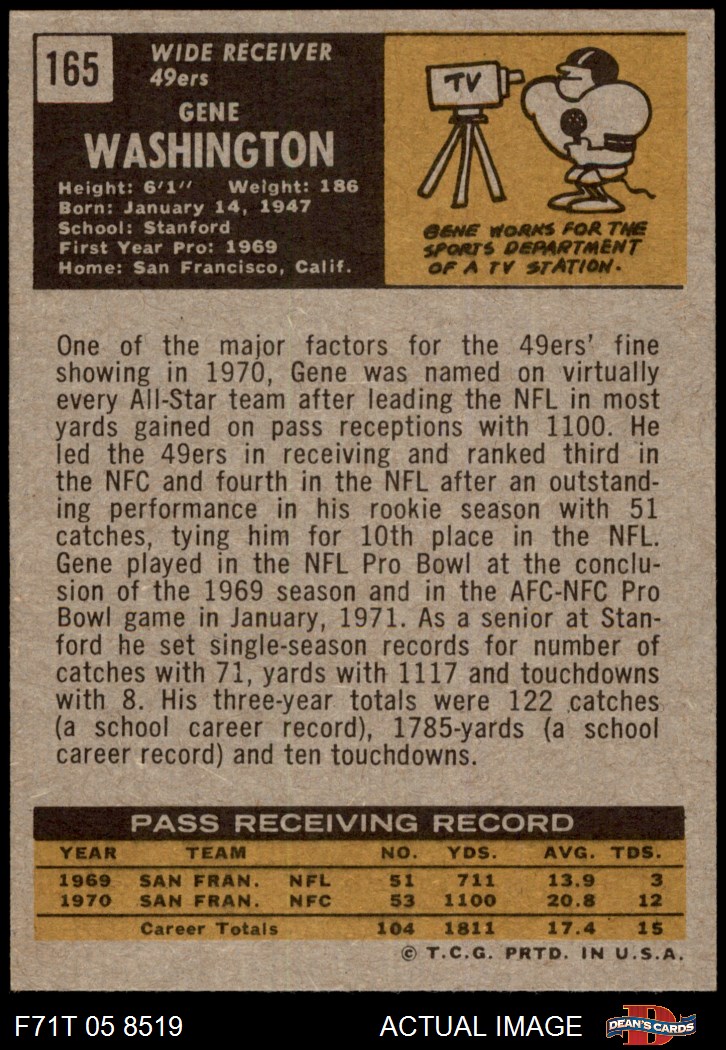 165
WIDE RECEIVER
49ers
GENE
WASHINGTON
Height: 6'1" Weight: 186
Born: January 14, 1947
School: Stanford
First Year Pro: 1969
Home: San Francisco, Calif.
TV
GENE WORKS FOR THE
SPORTS DEPARTMENT
OF A TV STATION.
One of the major factors for the 49ers' fine
showing in 1970, Gene was named on virtually
every All-Star team after leading the NFL in most
yards gained on pass receptions with 1100. He
led the 49ers in receiving and ranked third in
the NFC and fourth in the NFL after an outstand-
ing performance in his rookie season with 51
catches, tying him for 10th place in the NFL.
Gene played in the NFL Pro Bowl at the conclu-
sion of the 1969 season and in the AFC-NFC Pro
Bowl game in January, 1971. As a senior at Stan-
ford he set single-season records for number of
catches with 71, yards with 1117 and touchdowns
with 8. His three-year totals were 122 catches
(a school career record), 1785-yards (a school
career record) and ten touchdowns.
PASS RECEIVING RECORD
YEAR TEAM NO. YDS. AVG. TDS.
1969 SAN FRAN. NFL 51 711 13.9 3
1970 SAN FRAN. NFC 53 1100 20.8 12
Career Totals 104 1811 17.4 15
© T.C.G. PRTD. IN U.S.A.
F71T 05 8519 ACTUAL IMAGE D DEAN'S CARDS